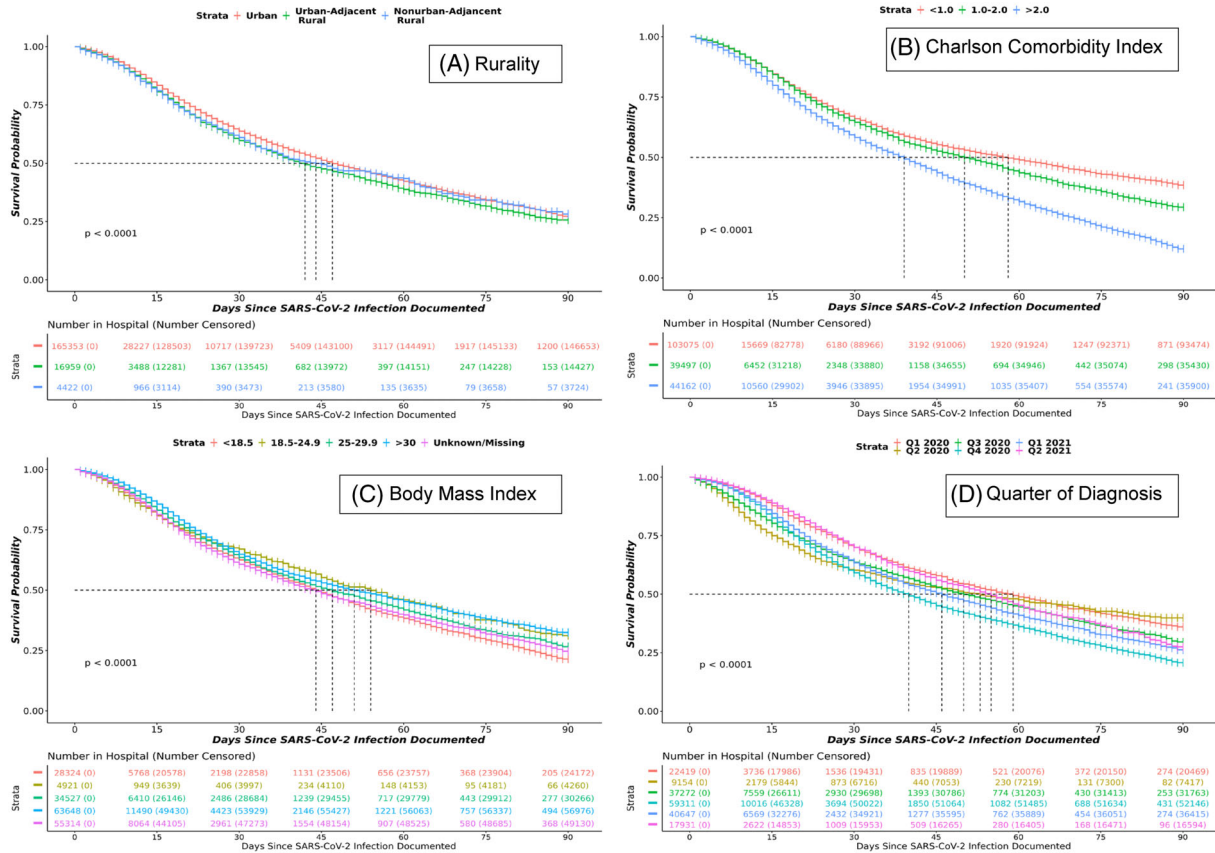 Strata Urban Urban-Adjacent Rural Nonurban-Adjancent Rural
(A) Rurality
Survival Probability
1.00
0.75
0.50
0.25
0.00
p < 0.0001
0 15 30 45 60 75 90
Days Since SARS-CoV-2 Infection Documented
Number in Hospital (Number Censored)
Strata
165353 (0) 28227 (128503) 10717 (139723) 5409 (143100) 3117 (144491) 1917 (145133) 1200 (146653)
16959 (0) 3488 (12281) 1367 (13545) 682 (13972) 397 (14151) 247 (14228) 153 (14427)
4422 (0) 966 (3114) 390 (3473) 213 (3580) 135 (3635) 79 (3658) 57 (3724)
0 15 30 45 60 75 90
Days Since SARS-CoV-2 Infection Documented
Strata <1.0 1.0-2.0 >2.0
(B) Charlson Comorbidity Index
Survival Probability
1.00
0.75
0.50
0.25
0.00
p < 0.0001
0 15 30 45 60 75 90
Days Since SARS-CoV-2 Infection Documented
Number in Hospital (Number Censored)
Strata
103075 (0) 15669 (82778) 6180 (88966) 3192 (91006) 1920 (91924) 1247 (92371) 871 (93474)
39497 (0) 6452 (31218) 2348 (33880) 1158 (34655) 694 (34946) 442 (35074) 298 (35430)
44162 (0) 10560 (29902) 3946 (33895) 1954 (34991) 1035 (35407) 554 (35574) 241 (35900)
0 15 30 45 60 75 90
Days Since SARS-CoV-2 Infection Documented
Strata <18.5 18.5-24.9 25-29.9 >30 Unknown/Missing
(C) Body Mass Index
Survival Probability
1.00
0.75
0.50
0.25
0.00
p < 0.0001
0 15 30 45 60 75 90
Days Since SARS-CoV-2 Infection Documented
Number in Hospital (Number Censored)
Strata
28324 (0) 5768 (20578) 2198 (22858) 1131 (23506) 656 (23757) 368 (23904) 205 (24172)
4921 (0) 949 (3639) 406 (3997) 234 (4110) 148 (4153) 95 (4181) 66 (4260)
34527 (0) 6410 (26146) 2486 (28684) 1239 (29455) 717 (29779) 443 (29912) 277 (30266)
63648 (0) 11490 (49430) 4423 (53929) 2146 (55427) 1221 (56063) 757 (56337) 494 (56976)
55314 (0) 8064 (44105) 2961 (47273) 1554 (48154) 907 (48525) 580 (48685) 368 (49130)
0 15 30 45 60 75 90
Days Since SARS-CoV-2 Infection Documented
Strata Q1 2020 Q3 2020 Q1 2021
Q2 2020 Q4 2020 Q2 2021
(D) Quarter of Diagnosis
Survival Probability
1.00
0.75
0.50
0.25
0.00
p < 0.0001
0 15 30 45 60 75 90
Days Since SARS-CoV-2 Infection Documented
Number in Hospital (Number Censored)
Strata
22419 (0) 3736 (17986) 1536 (19431) 835 (19889) 521 (20076) 372 (20150) 274 (20469)
9154 (0) 2179 (5844) 873 (6716) 440 (7053) 230 (7219) 131 (7300) 82 (7417)
37272 (0) 7559 (26611) 2930 (29698) 1393 (30786) 774 (31203) 430 (31413) 253 (31763)
59311 (0) 10016 (46328) 3694 (50022) 1850 (51064) 1082 (51485) 688 (51634) 431 (52146)
40647 (0) 6569 (32276) 2432 (34921) 1277 (35595) 762 (35889) 454 (36051) 274 (36415)
17931 (0) 2622 (14853) 1009 (15953) 509 (16265) 280 (16405) 168 (16471) 96 (16594)
0 15 30 45 60 75 90
Days Since SARS-CoV-2 Infection Documented